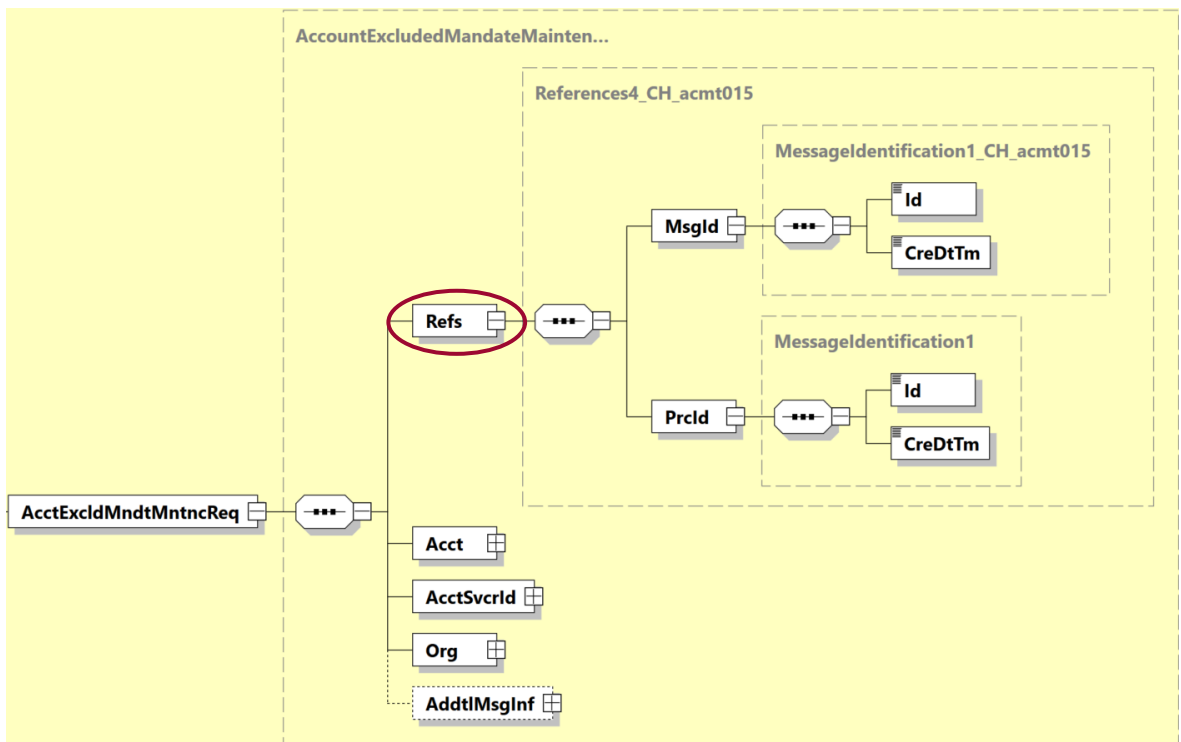 AccountExcludedMandateMainten...
References4_CH_acmt015
MessageIdentification1_CH_acmt015
Id
MsgId
CreDtTm
Refs
MessageIdentification1
Id
PrcId
CreDtTm
AcctExcldMndtMntncReq
Acct
AcctSvcrId
Org
AddtlMsgInf